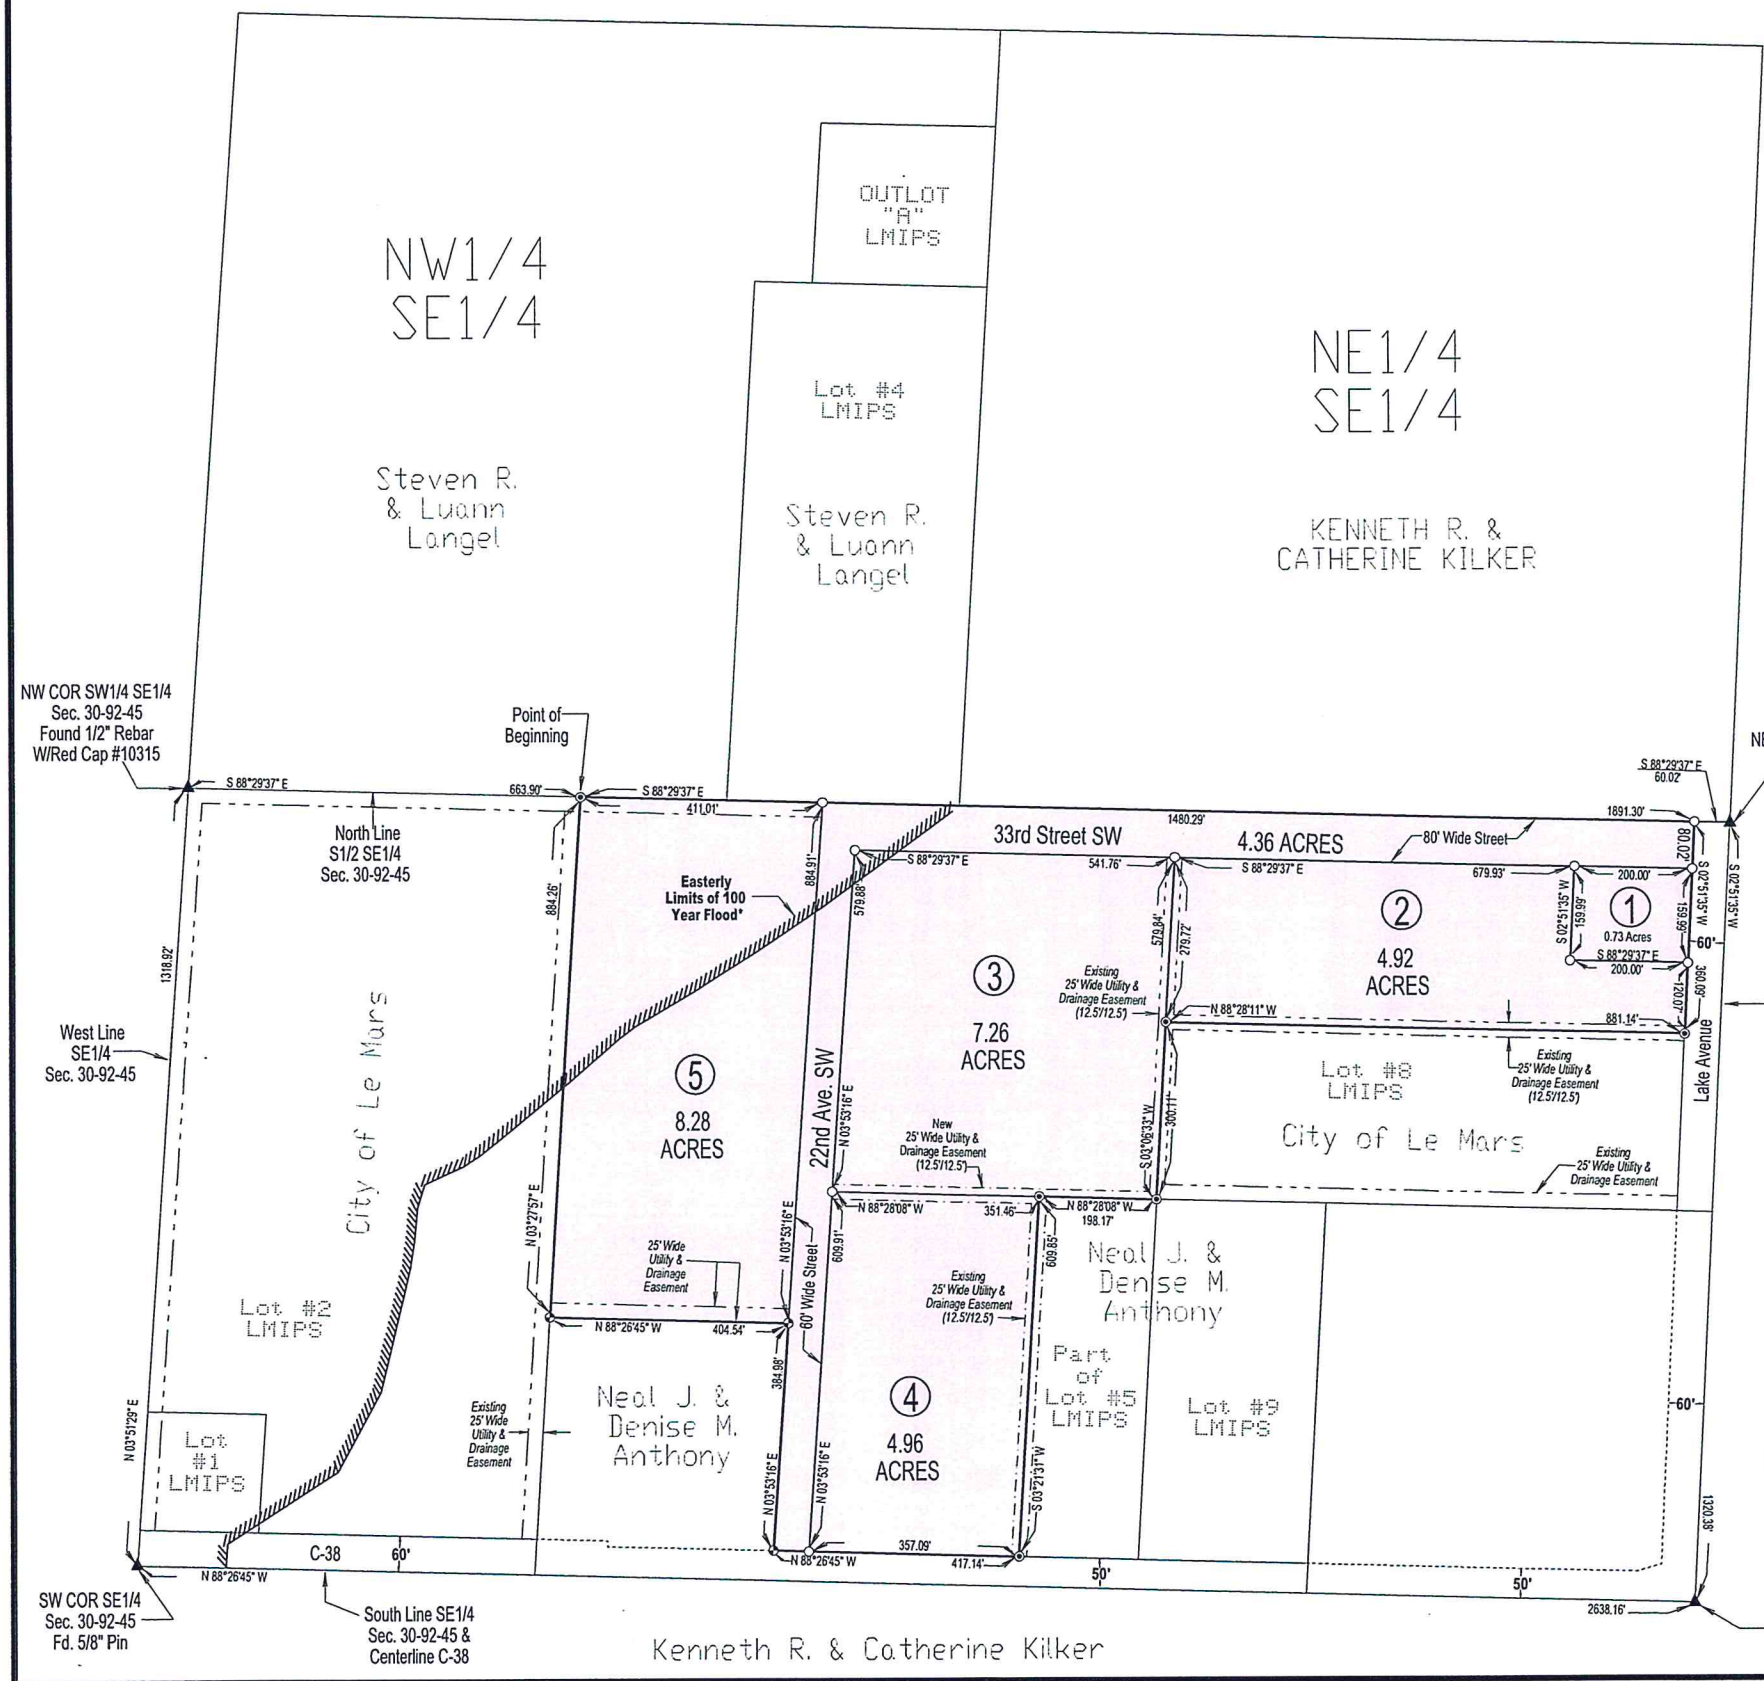 OUTLOT
"A"
LMIPS
NW1/4
SE1/4
NE1/4
SE1/4
Lot #4
LMIPS
Steven R.
& Luann
Langel
Steven R.
& Luann
Langel
KENNETH R. &
CATHERINE KILKER
NW COR SW1/4 SE1/4
Sec. 30-92-45
Found 1/2" Rebar
W/Red Cap #10315
Point of
Beginning
S 88°29'37" E
663.90'
S 88°29'37" E
411.01'
1480.29'
1891.30'
S 88°29'37" E
60.02'
North Line
S1/2 SE1/4
Sec. 30-92-45
33rd Street SW
4.36 ACRES
80' Wide Street
80.02'
S 02°51'35" W
S 02°51'35" W
S 88°29'37" E
541.76'
S 88°29'37" E
679.93'
200.00'
884.26'
884.91'
579.88'
Easterly
Limits of 100
Year Flood*
579.84'
279.72'
2
4.92
ACRES
S 02°51'35" W
159.99'
1
0.73 Acres
159.99'
S 88°29'37" E
200.00'
60'
360.09'
120.07'
1318.92'
3
7.26
ACRES
Existing
25' Wide Utility &
Drainage Easement
(12.5'/12.5')
N 88°28'11" W
881.14'
Lake Avenue
West Line
SE1/4
Sec. 30-92-45
City of Le Mars
5
8.28
ACRES
22nd Ave. SW
N 03°53'16" E
S 03°06'33" W
300.11'
Lot #8
LMIPS
Existing
25' Wide Utility &
Drainage Easement
(12.5'/12.5')
City of Le Mars
New
25' Wide Utility &
Drainage Easement
(12.5'/12.5')
Existing
25' Wide Utility &
Drainage Easement
N 03°27'57" E
N 03°53'16" E
N 88°28'08" W
351.46'
N 88°28'08" W
198.17'
609.91'
609.85'
60' Wide Street
25' Wide
Utility &
Drainage
Easement
Existing
25' Wide Utility &
Drainage Easement
(12.5'/12.5')
Neal J. &
Denise M.
Anthony
Lot #2
LMIPS
N 88°26'45" W
404.54'
384.98'
Part
of
Lot #5
LMIPS
Lot #9
LMIPS
60'
4
4.96
ACRES
Neal J. &
Denise M.
Anthony
Existing
25' Wide
Utility &
Drainage
Easement
Lot
#1
LMIPS
N 03°51'29" E
N 03°53'16" E
N 03°53'16" E
S 03°21'31" W
1320.38'
C-38
60'
N 88°26'45" W
357.09'
417.14'
50'
50'
N 88°26'45" W
2638.16'
SW COR SE1/4
Sec. 30-92-45
Fd. 5/8" Pin
South Line SE1/4
Sec. 30-92-45 &
Centerline C-38
Kenneth R. & Catherine Kilker